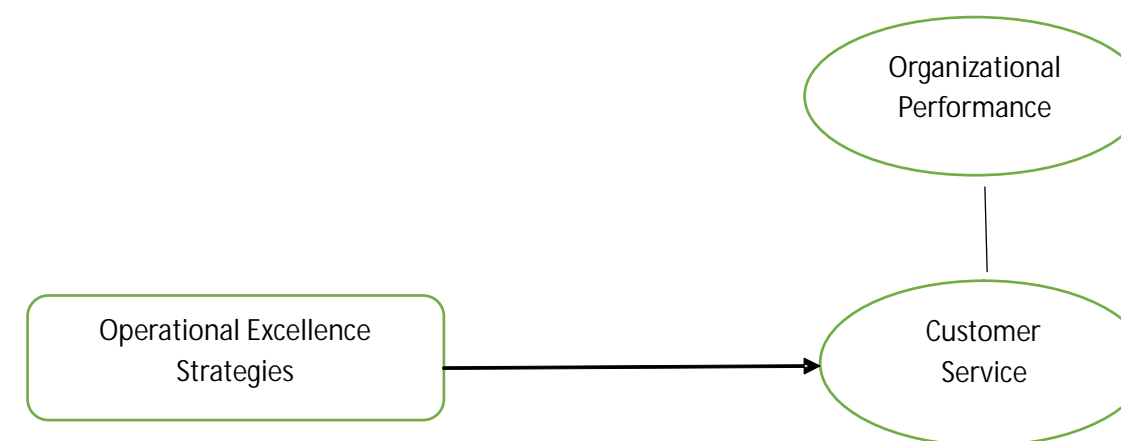 Organizational
Performance
Operational Excellence
Strategies
Customer
Service